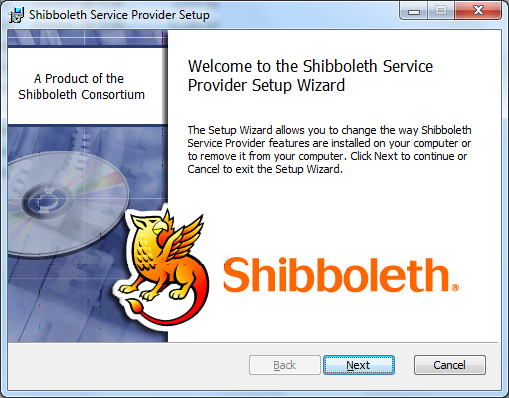 Shibboleth Service Provider Setup
A Product of the
Shibboleth Consortium
Welcome to the Shibboleth Service
Provider Setup Wizard
The Setup Wizard allows you to change the way Shibboleth
Service Provider features are installed on your computer or
to remove it from your computer. Click Next to continue or
Cancel to exit the Setup Wizard.
Shibboleth®
Back
Next
Cancel